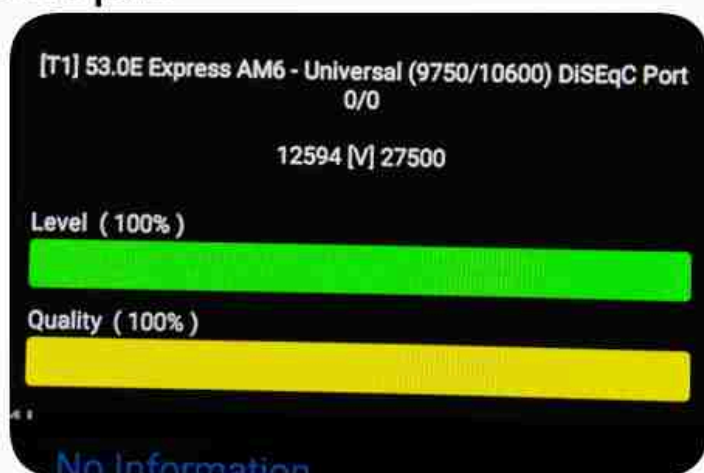 [T1] 53.0E Express AM6 - Universal (9750/10600) DiSEqC Port
0/0
12594 [V] 27500
Level ( 100% )
Quality ( 100% )
No Information